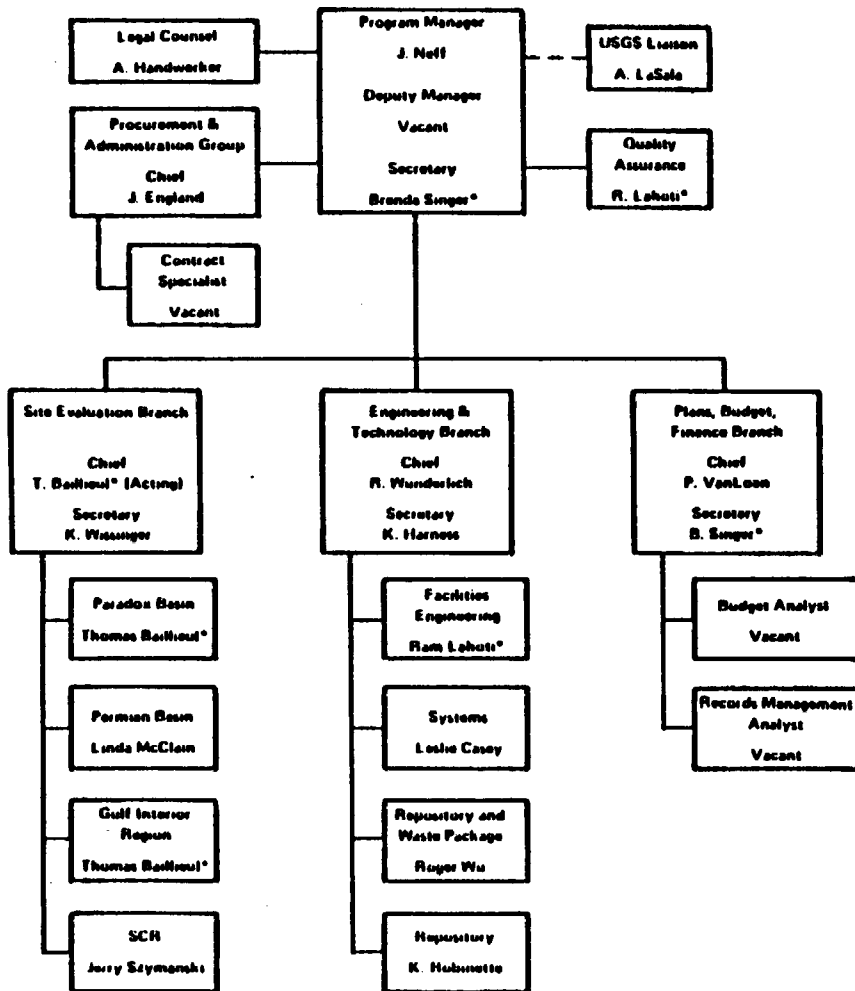 Legal Counsel
A. Handworker
Program Manager
J. Neff
Deputy Manager
Vacant
Secretary
Brenda Singer*
USGS Liaison
A. LaSala
Procurement &
Administration Group
Chief
J. England
Quality
Assurance
R. Lahoti*
Contract
Specialist
Vacant
Site Evaluation Branch
Chief
T. Baillieul* (Acting)
Secretary
K. Wissinger
Engineering &
Technology Branch
Chief
R. Wunderlich
Secretary
K. Harness
Plans, Budget,
Finance Branch
Chief
P. VanLoon
Secretary
B. Singer*
Paradox Basin
Thomas Baillieul*
Permian Basin
Linda McClain
Gulf Interior
Region
Thomas Baillieul*
SCR
Jerry Szymanski
Facilities
Engineering
Ram Lahoti*
Systems
Leslie Casey
Repository and
Waste Package
Roger Wu
Repository
K. Robinette
Budget Analyst
Vacant
Records Management
Analyst
Vacant